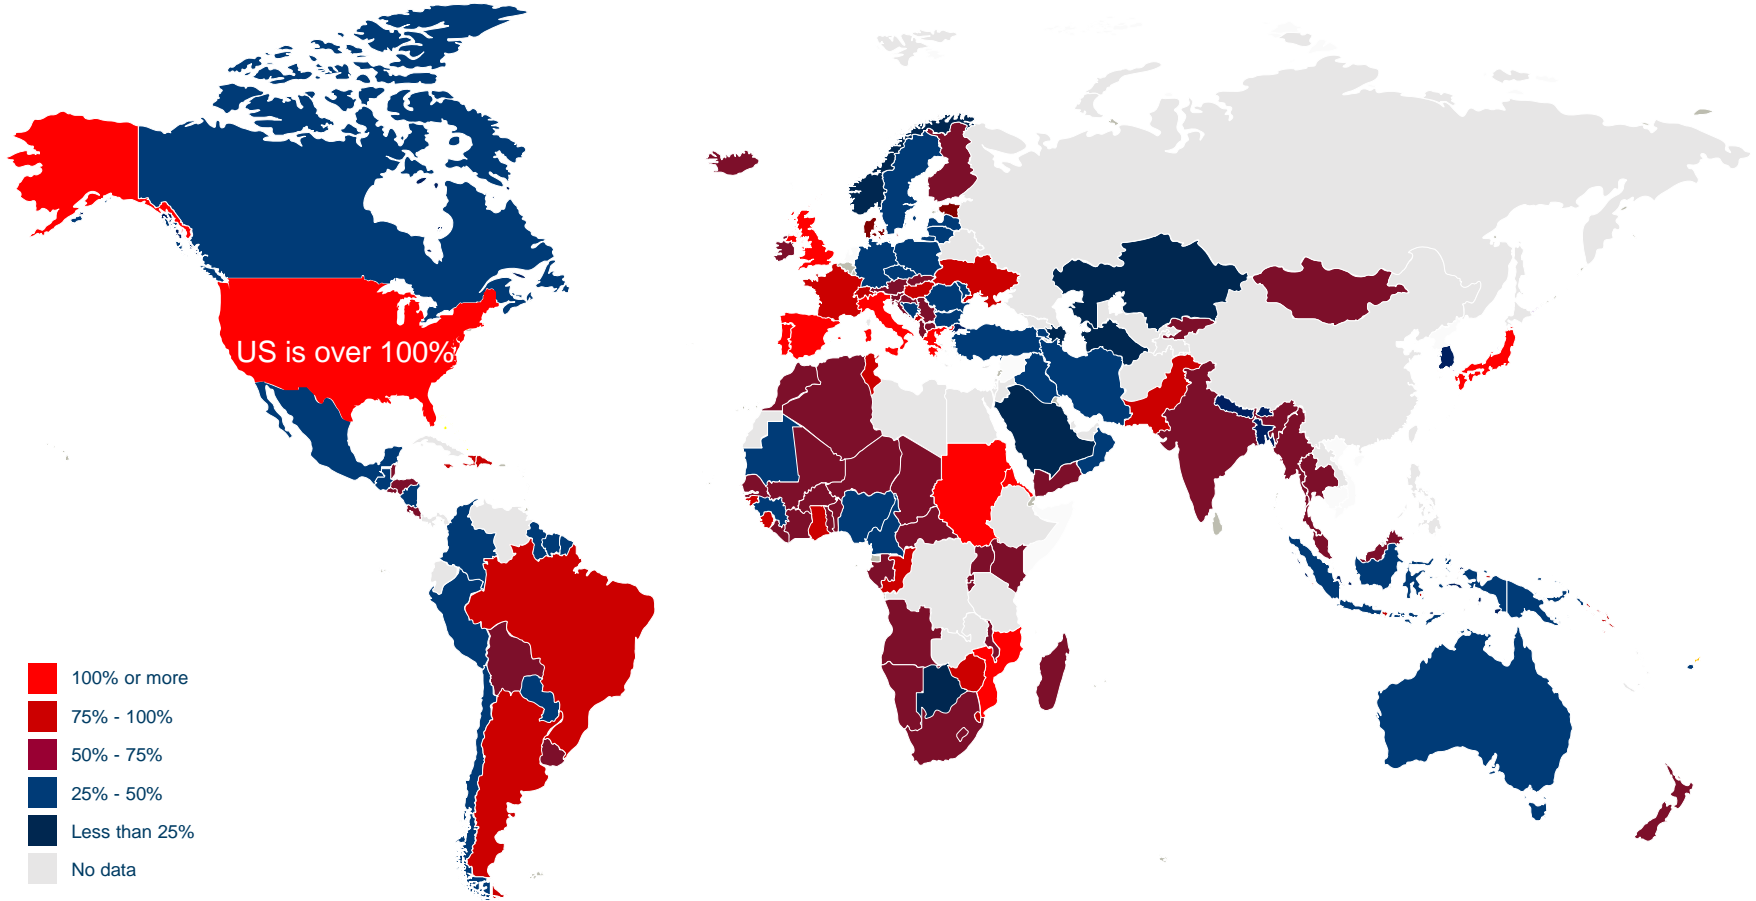 US is over 100%
100% or more
75% - 100%
50% - 75%
25% - 50%
Less than 25%
No data